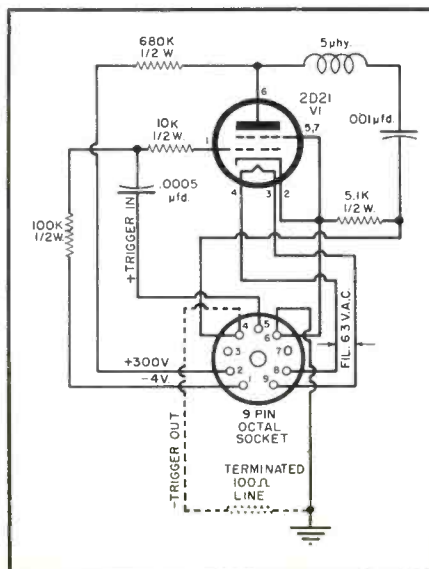 680K
1/2 W.
5µhy.
6
2D21
V1
5,7
.001µfd.
10K
1/2W.
1
4
3
2
.0005
µfd.
5.1K
1/2W.
100K
1/2W.
+TRIGGER IN
FIL. 6.3 V.A.C.
4
5
6
3
7
+300V
2
8
-4V.
1
9
9 PIN
OCTAL
SOCKET
-TRIGGER OUT
TERMINATED
100Ω
LINE